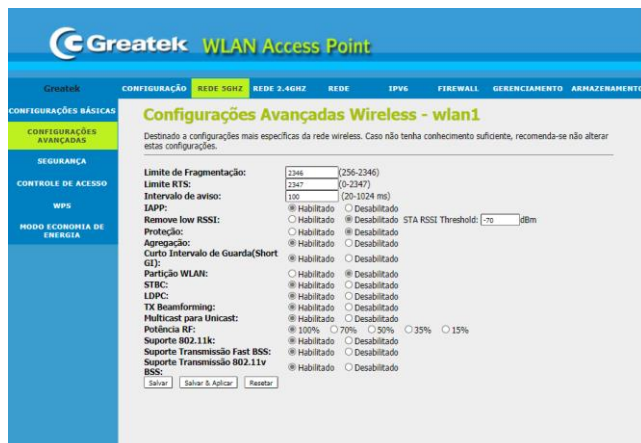 Greatek WLAN Access Point
Greatek CONFIGURAÇÃO REDE 5GHZ REDE 2.4GHZ REDE IPV6 FIREWALL GERENCIAMENTO ARMAZENAMENTO
CONFIGURAÇÕES BÁSICAS
CONFIGURAÇÕES AVANÇADAS
SEGURANÇA
CONTROLE DE ACESSO
WPS
MODO ECONOMIA DE ENERGIA
Configurações Avançadas Wireless - wlan1
Destinado a configurações mais específicas da rede wireless. Caso não tenha conhecimento suficiente, recomenda-se não alterar
estas configurações.
Limite de Fragmentação: 2346 (256-2346)
Limite RTS: 2347 (0-2347)
Intervalo de aviso: 100 (20-1024 ms)
IAPP: Habilitado Desabilitado
Remove low RSSI: Habilitado Desabilitado STA RSSI Threshold: -70 dBm
Proteção: Habilitado Desabilitado
Agregação: Habilitado Desabilitado
Curto Intervalo de Guarda(Short
GI): Habilitado Desabilitado
Partição WLAN: Habilitado Desabilitado
STBC: Habilitado Desabilitado
LDPC: Habilitado Desabilitado
TX Beamforming: Habilitado Desabilitado
Multicast para Unicast: Habilitado Desabilitado
Potência RF: 100% 70% 50% 35% 15%
Suporte 802.11k: Habilitado Desabilitado
Suporte Transmissão Fast BSS: Habilitado Desabilitado
Suporte Transmissão 802.11v
BSS: Habilitado Desabilitado
Salvar Salvar & Aplicar Resetar